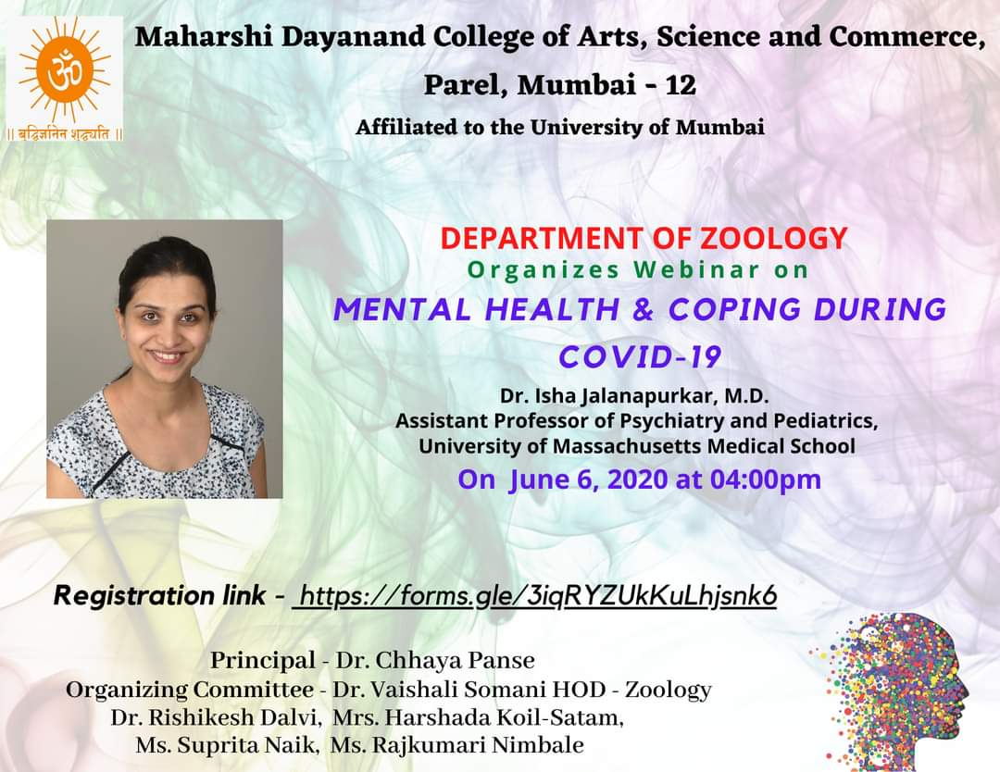 Maharshi Dayanand College of Arts, Science and Commerce,
Parel, Mumbai - 12
Affiliated to the University of Mumbai
ॐ
|| बुद्धिर्ज्ञानेन शुद्ध्यति ||
DEPARTMENT OF ZOOLOGY
Organizes Webinar on
MENTAL HEALTH & COPING DURING
COVID-19
Dr. Isha Jalanapurkar, M.D.
Assistant Professor of Psychiatry and Pediatrics,
University of Massachusetts Medical School
On June 6, 2020 at 04:00pm
Registration link - https://forms.gle/3iqRYZUkKuLhjsnk6
Principal - Dr. Chhaya Panse
Organizing Committee - Dr. Vaishali Somani HOD - Zoology
Dr. Rishikesh Dalvi, Mrs. Harshada Koil-Satam,
Ms. Suprita Naik, Ms. Rajkumari Nimbale